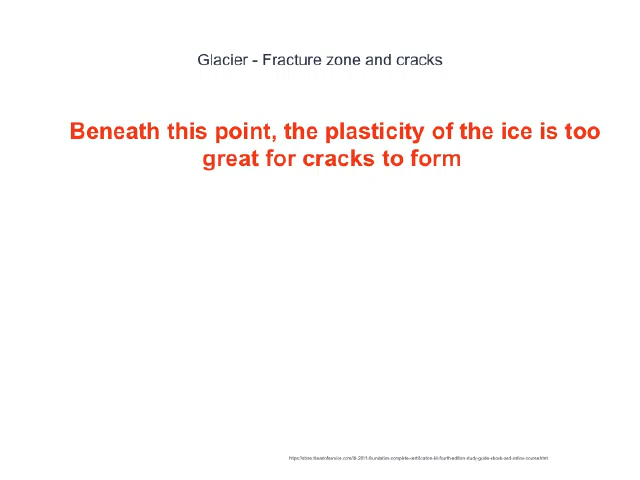 Glacier - Fracture zone and cracks
Beneath this point, the plasticity of the ice is too
great for cracks to form